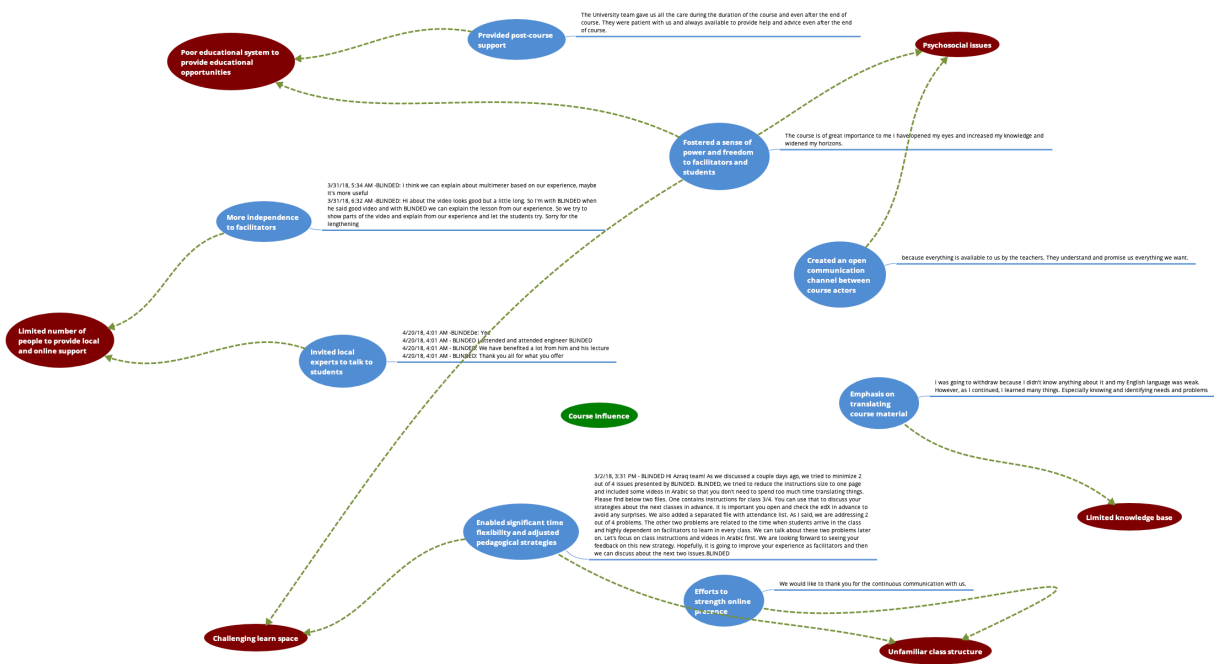 The University team gave us all the care during the duration of the course and even after the end of
course. They were patient with us and always available to provide help and advice even after the end
of course.
Provided post-course
support
Poor educational system to
provide educational
opportunities
Psychosocial issues
Fostered a sense of
power and freedom
to facilitators and
students
The course is of great importance to me I have opened my eyes and increased my knowledge and
widened my horizons.
3/31/18, 5:34 AM -BLINDED: I think we can explain about multimeter based on our experience, maybe
it's more useful
3/31/18, 6:32 AM -BLINDED: Hi about the video looks good but a little long. So I'm with BLINDED when
he said good video and with BLINDED we can explain the lesson from our experience. So we try to
show parts of the video and explain from our experience and let the students try. Sorry for the
lengthening
More independence
to facilitators
Created an open
communication
channel between
course actors
because everything is available to us by the teachers. They understand and promise us everything we want.
Limited number of
people to provide local
and online support
Invited local
experts to talk to
students
4/20/18, 4:01 AM -BLINDEDe: Yes
4/20/18, 4:01 AM - BLINDED I attended and attended engineer BLINDED
4/20/18, 4:01 AM - BLINDED: We have benefited a lot from him and his lecture
4/20/18, 4:01 AM - BLINDED: Thank you all for what you offer
Emphasis on
translating
course material
I was going to withdraw because I didn't know anything about it and my English language was weak.
However, as I continued, I learned many things. Especially knowing and identifying needs and problems
Course Influence
3/2/18, 3:31 PM - BLINDED Hi Azraq team! As we discussed a couple days ago, we tried to minimize 2
out of 4 issues presented by BLINDED. BLINDED, we tried to reduce the instructions size to one page
and included some videos in Arabic so that you don't need to spend too much time translating things.
Please find below two files. One contains instructions for class 3/4. You can use that to discuss your
strategies about the next classes in advance. It is important you open and check the edX in advance to
avoid any surprises. We also added a separated file with attendance list. As I said, we are addressing 2
out of 4 problems. The other two problems are related to the time when students arrive in the class
and highly dependent on facilitators to learn in every class. We can talk about these two problems later
on. Let's focus on class instructions and videos in Arabic first. We are looking forward to seeing your
feedback on this new strategy. Hopefully, it is going to improve your experience as facilitators and then
we can discuss about the next two issues.BLINDED
Enabled significant time
flexibility and adjusted
pedagogical strategies
Limited knowledge base
Efforts to
strength online
presence
We would like to thank you for the continuous communication with us.
Challenging learn space
Unfamiliar class structure